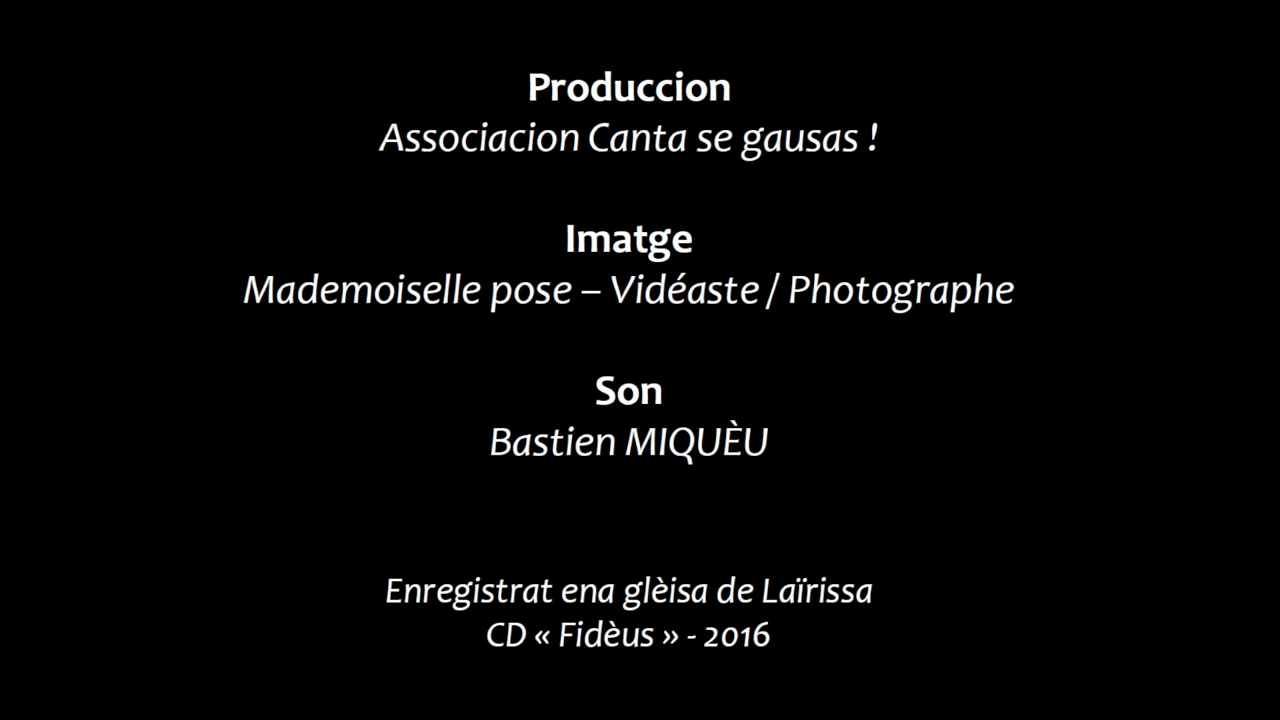 Produccion
Associacion Canta se gausas !
Imatge
Mademoiselle pose – Vidéaste / Photographe
Son
Bastien MIQUÈU
Enregistrat ena glèisa de Laïrissa
CD « Fidèus » - 2016